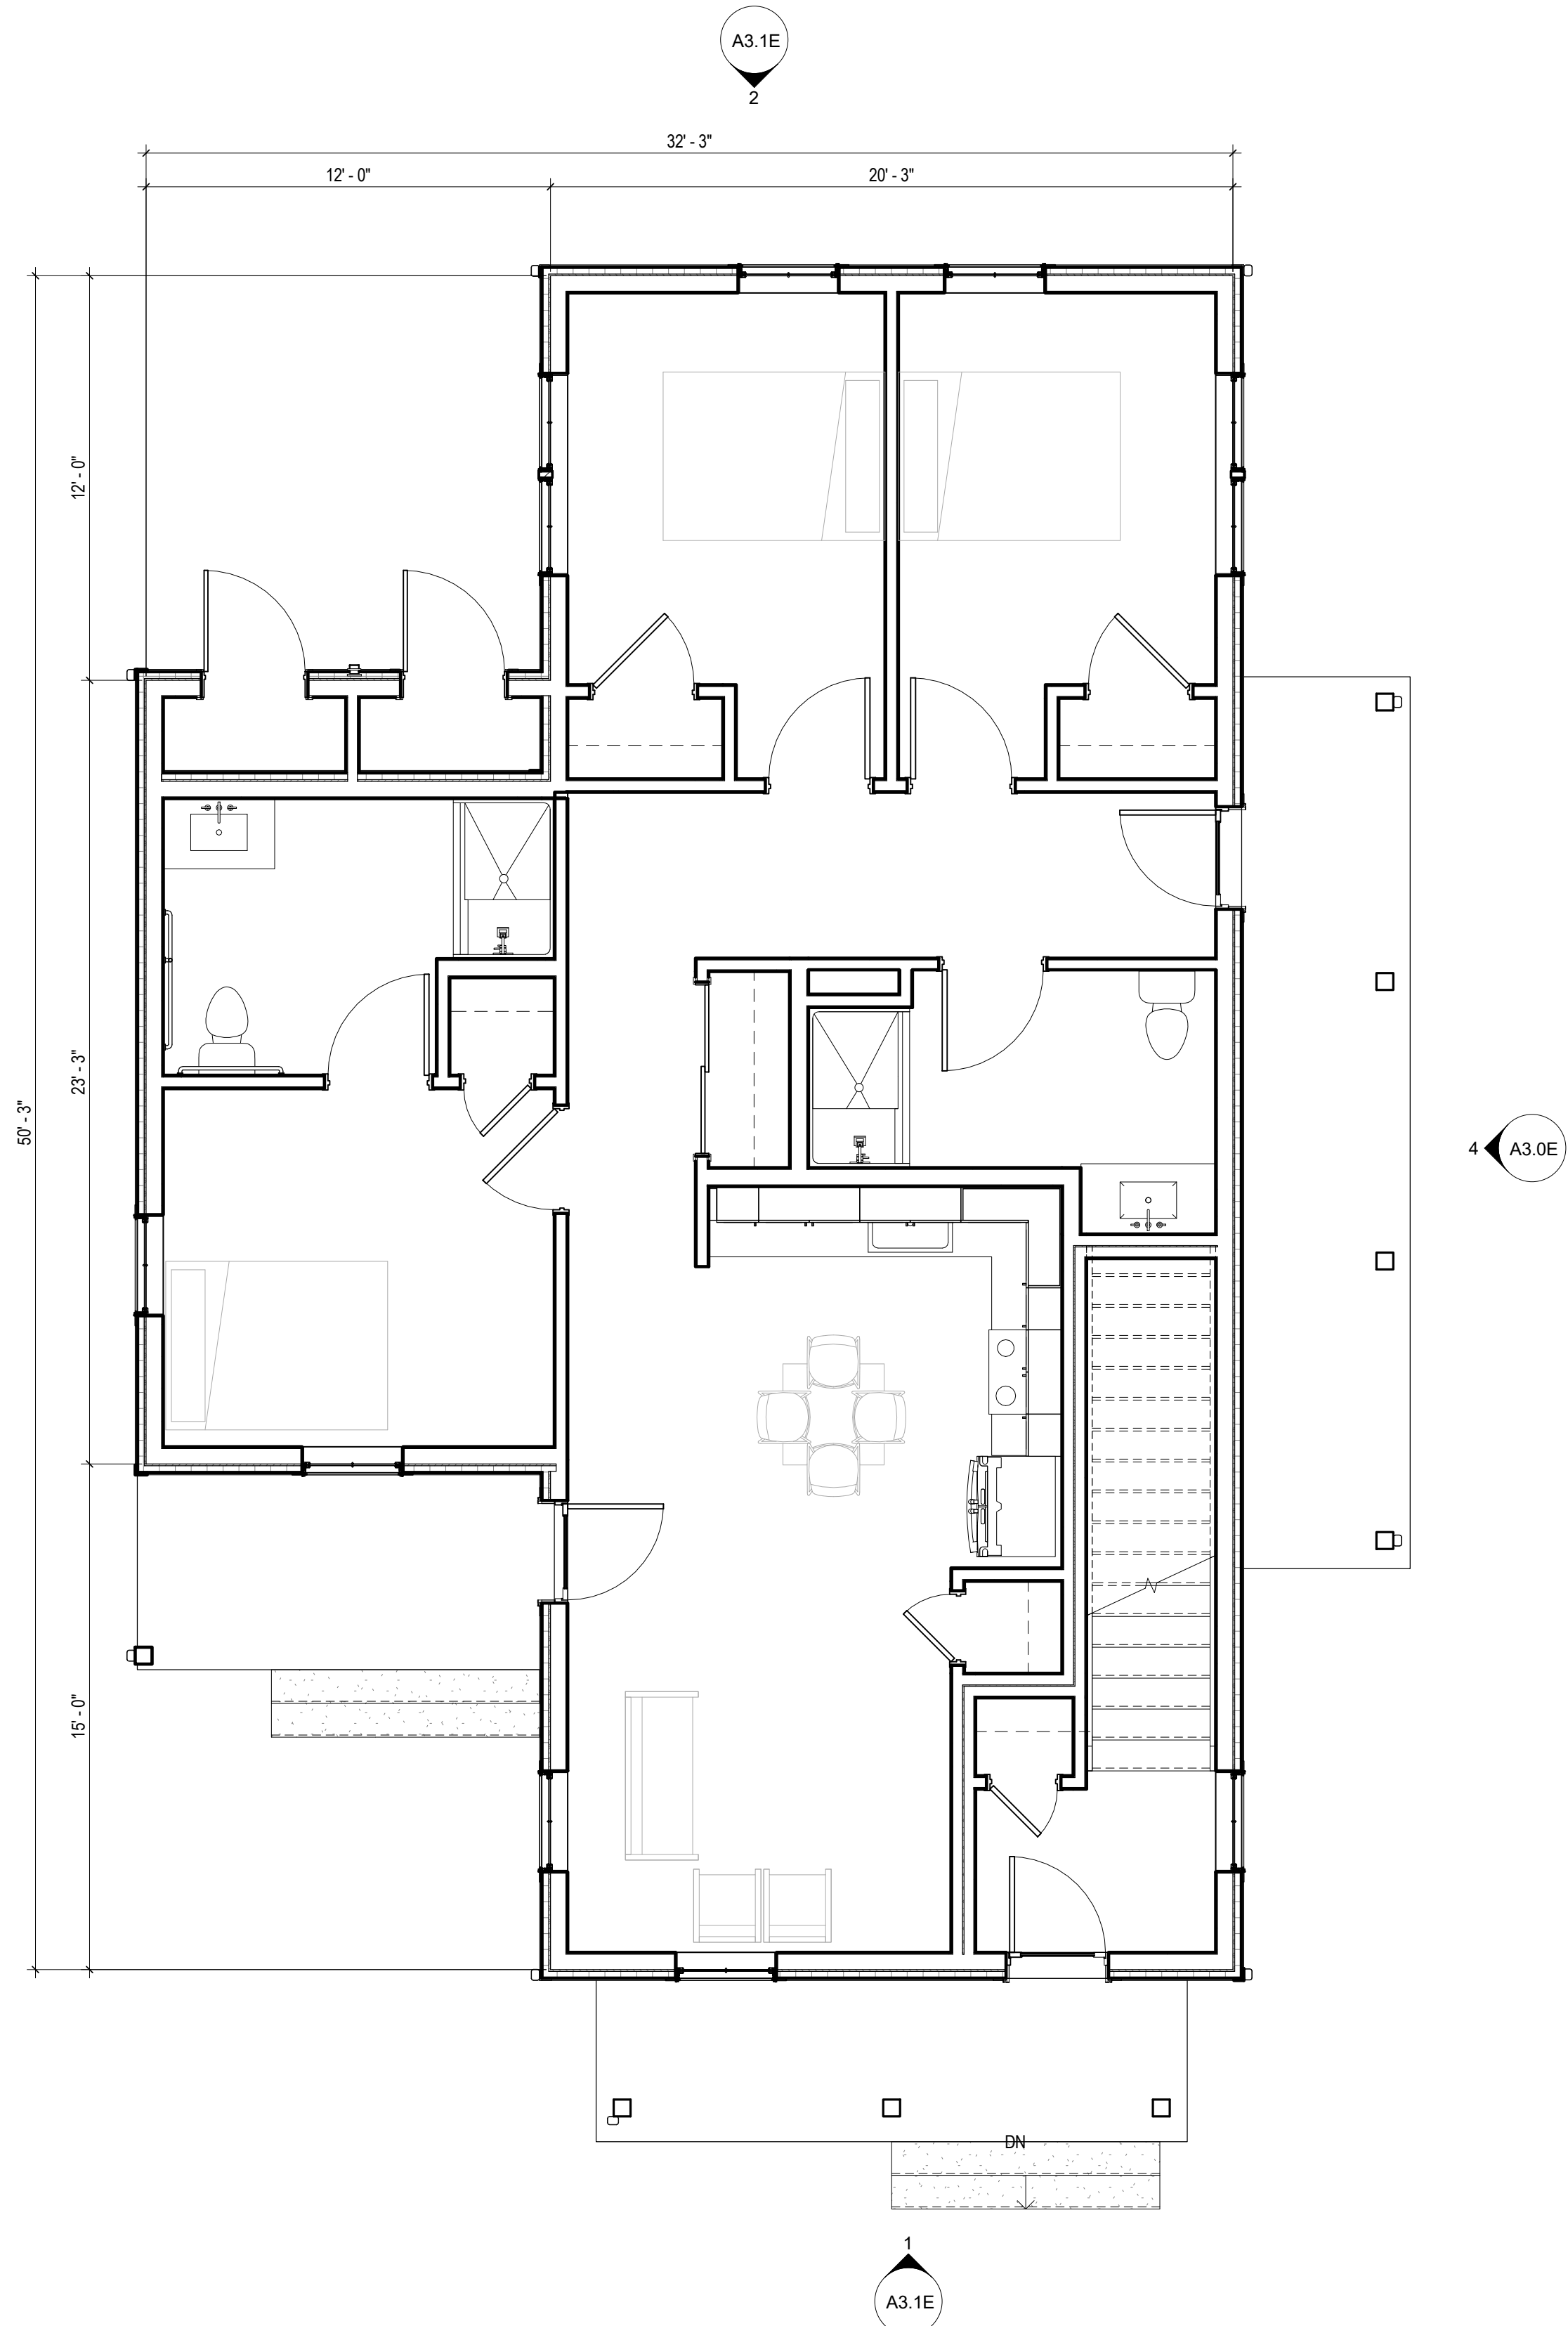 A3.1E
2
32' - 3"
12' - 0"
20' - 3"
12' - 0"
50' - 3"
23' - 3"
4
A3.0E
15' - 0"
DN
1
A3.1E